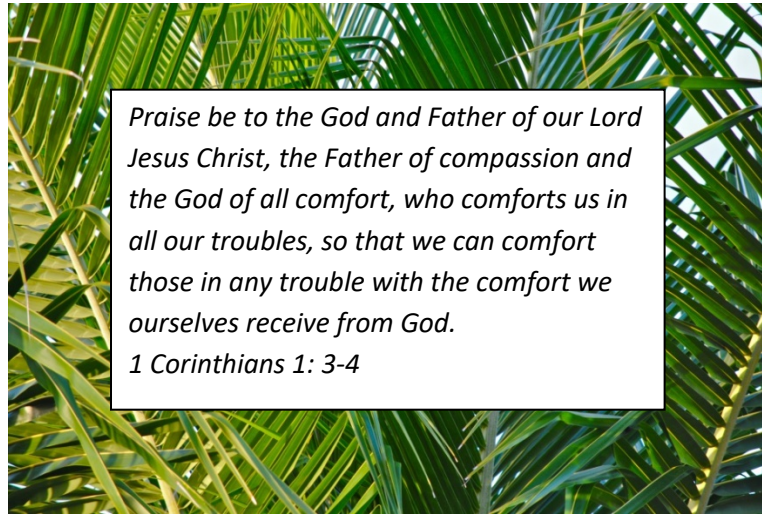 Praise be to the God and Father of our Lord
Jesus Christ, the Father of compassion and
the God of all comfort, who comforts us in
all our troubles, so that we can comfort
those in any trouble with the comfort we
ourselves receive from God.
1 Corinthians 1: 3-4